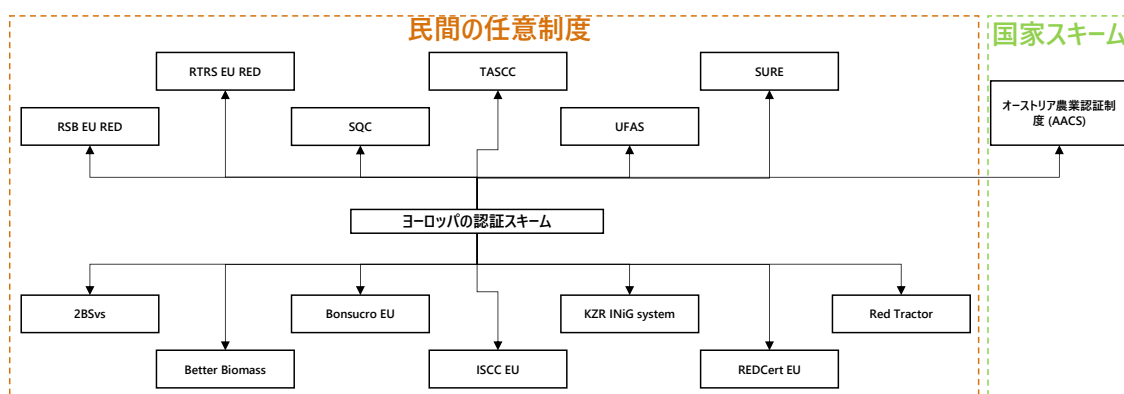 民間の任意制度
国家スキーム
RTRS EU RED
TASCC
SURE
RSB EU RED
SQC
UFAS
オーストリア農業認証制
度 (AACS)
ヨーロッパの認証スキーム
2BSvs
Bonsucro EU
KZR INiG system
Red Tractor
Better Biomass
ISCC EU
REDCert EU